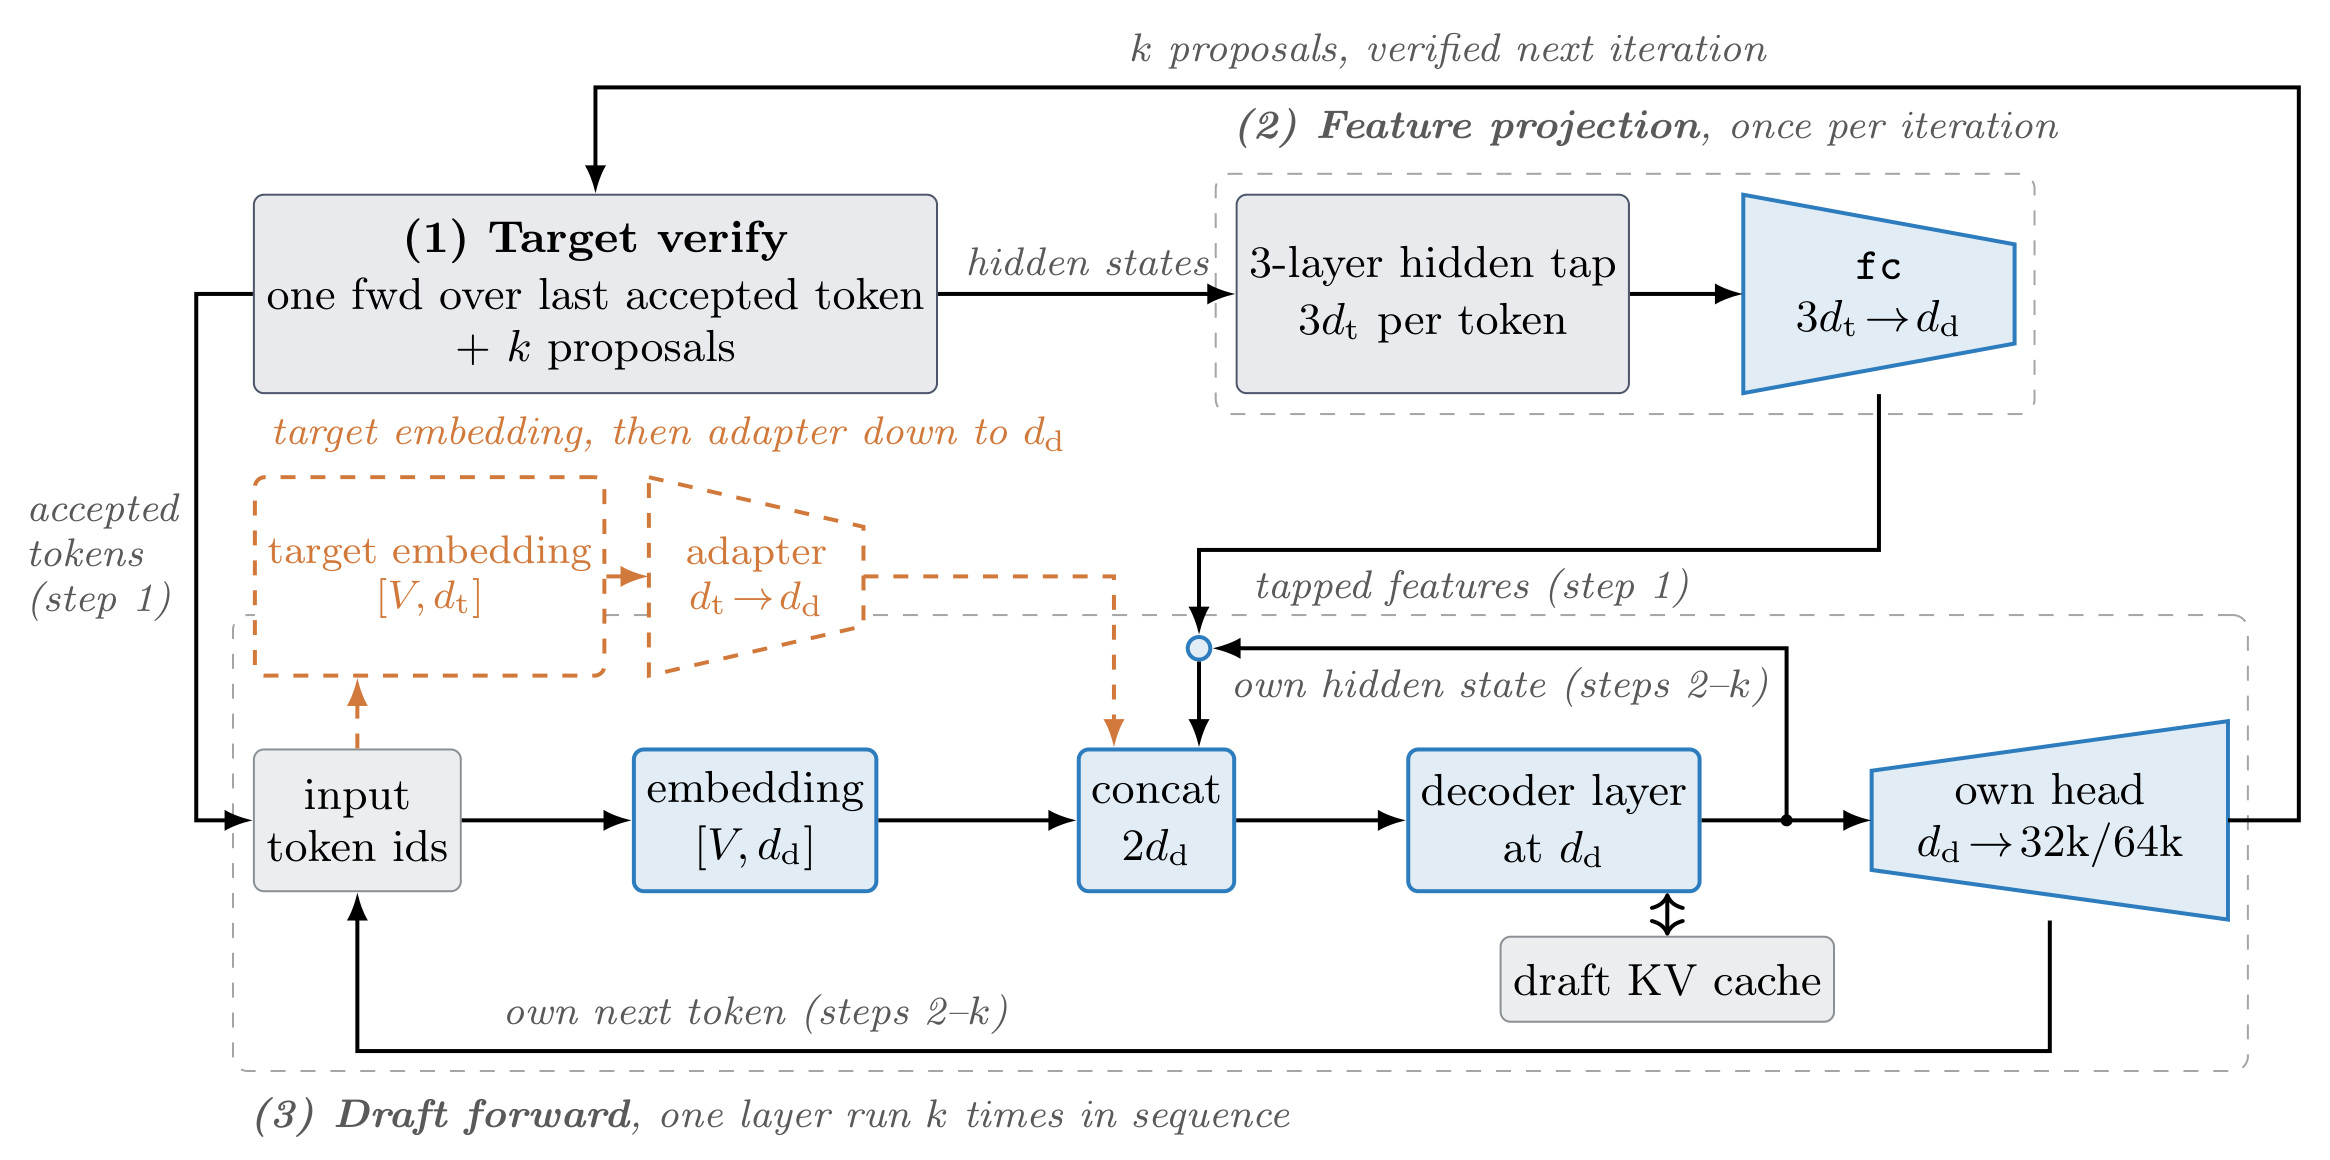 k proposals, verified next iteration
(2) Feature projection, once per iteration
(1) Target verify
one fwd over last accepted token
+ k proposals
hidden states
3-layer hidden tap
3d_t per token
fc
3d_t → d_d
target embedding, then adapter down to d_d
accepted
tokens
(step 1)
target embedding
[V, d_t]
adapter
d_t → d_d
tapped features (step 1)
own hidden state (steps 2–k)
input
token ids
embedding
[V, d_d]
concat
2d_d
decoder layer
at d_d
own head
d_d → 32k/64k
draft KV cache
own next token (steps 2–k)
(3) Draft forward, one layer run k times in sequence